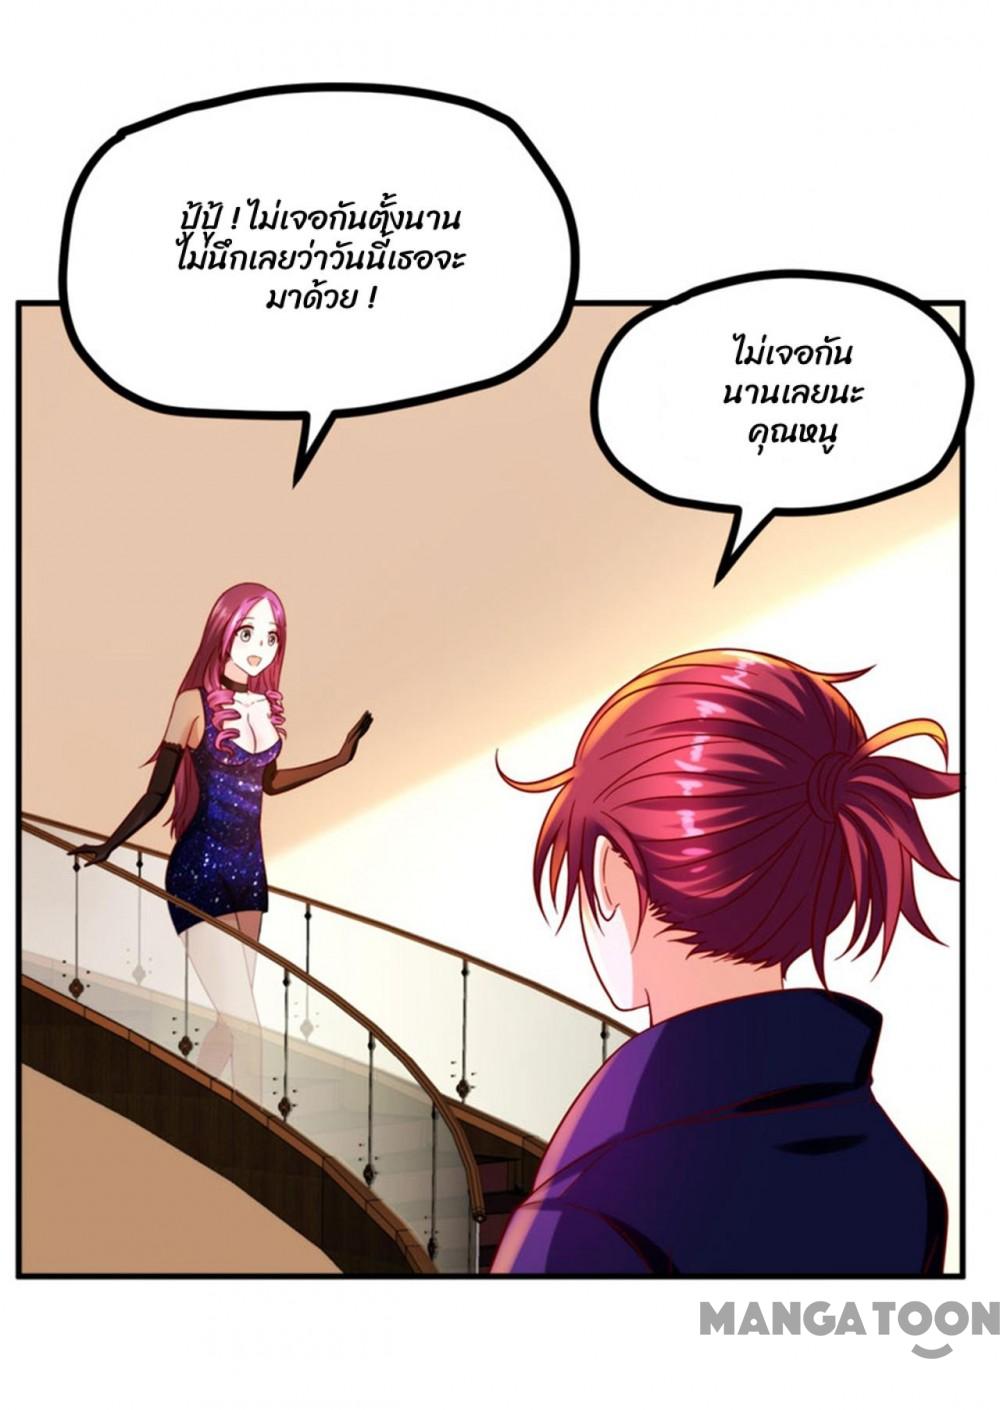 ปู้ปู้ ! ไม่เจอกันตั้งนาน
ไม่นึกเลยว่าวันนี้เธอจะ
มาด้วย !
ไม่เจอกัน
นานเลยนะ
คุณหนู
MANGATOON